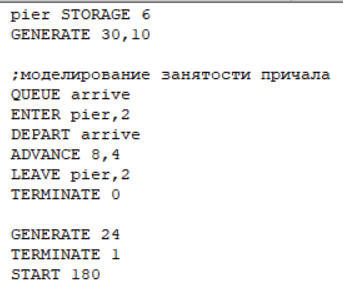 pier STORAGE 6
GENERATE 30,10
;моделирование занятости причала
QUEUE arrive
ENTER pier,2
DEPART arrive
ADVANCE 8,4
LEAVE pier,2
TERMINATE 0
GENERATE 24
TERMINATE 1
START 180